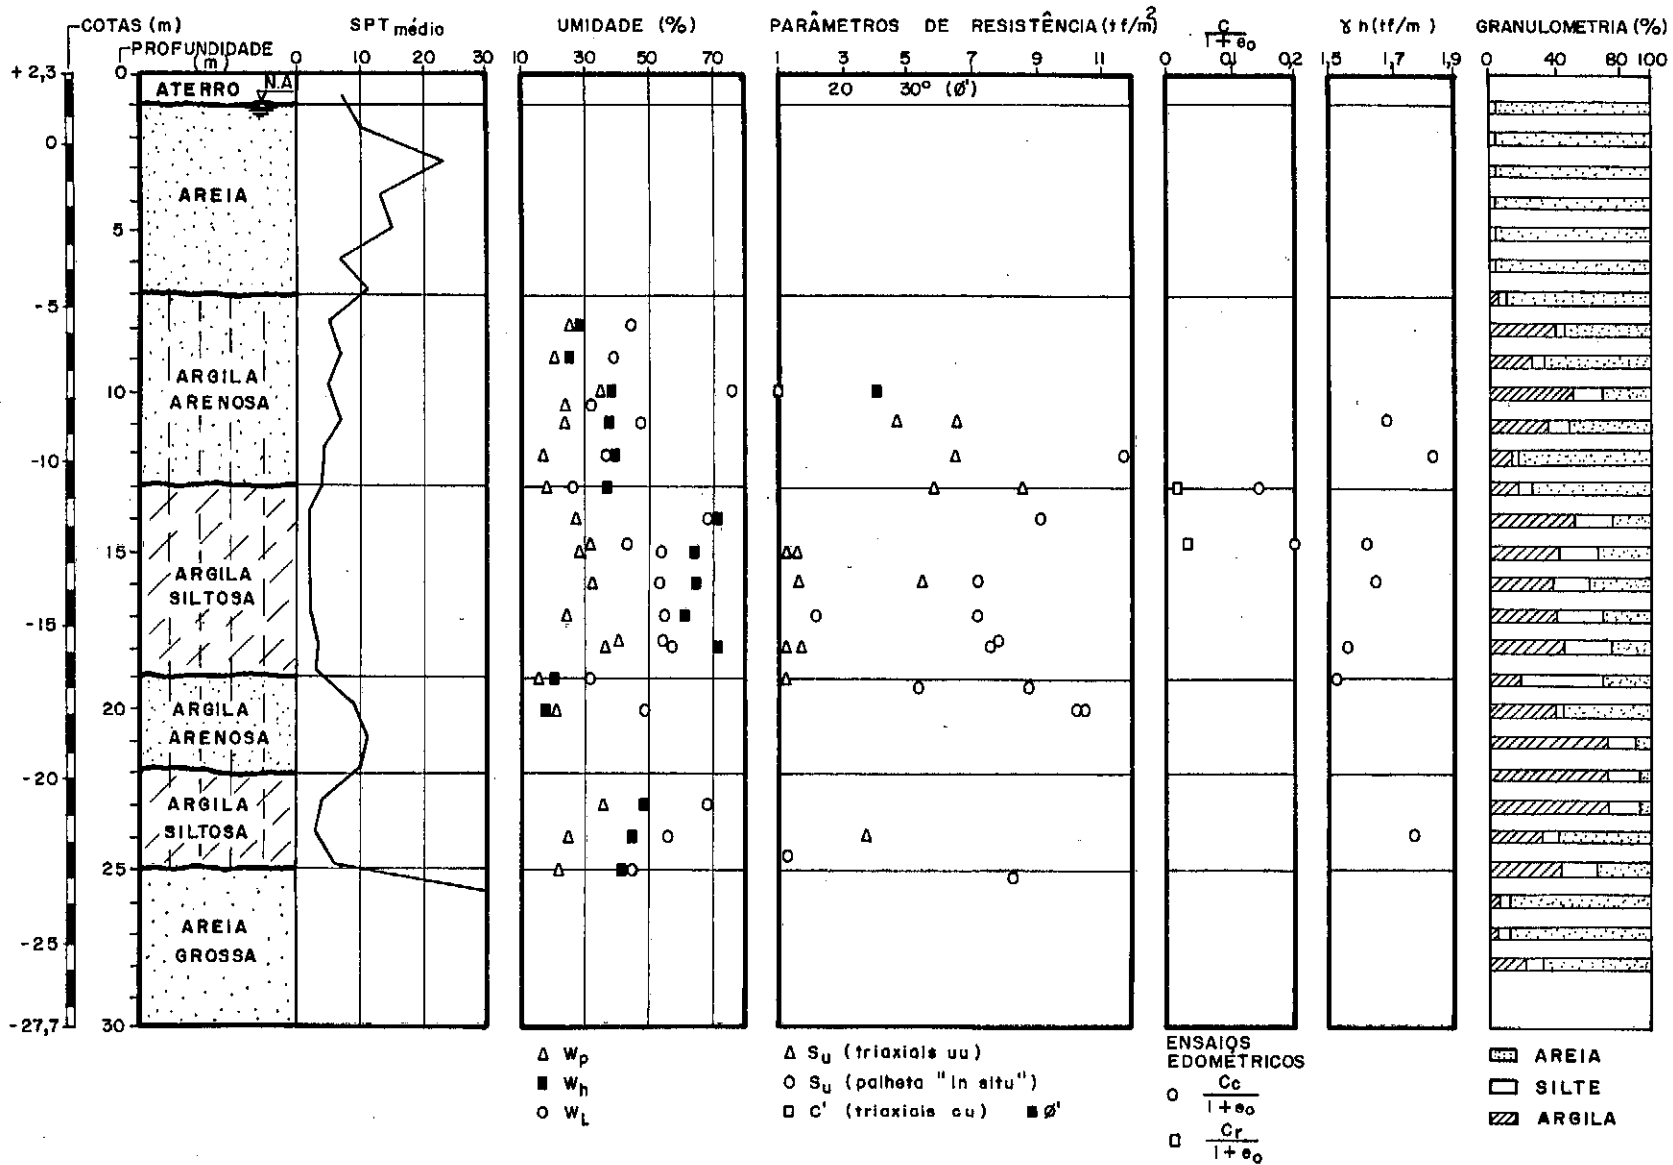 COTAS (m)
PROFUNDIDADE
(m)
SPT médio
UMIDADE (%)
PARÂMETROS DE RESISTÊNCIA (tf/m²)
C
1 + e₀
γh (tf/m)
GRANULOMETRIA (%)
0 10 20 30
10 30 50 70
1 3 5 7 9 11
0 0,1 0,2
1,5 1,7 1,9
0 40 80 100
20 30° (Ø')
+2,3
0
-5
-10
-15
-20
-25
-27,7
0
5
10
15
20
25
30
ATERRO
N.A
AREIA
ARGILA
ARENOSA
ARGILA
SILTOSA
ARGILA
ARENOSA
ARGILA
SILTOSA
AREIA
GROSSA
Δ Wp
■ Wh
○ WL
Δ Su (triaxiais uu)
○ Su (palheta "in situ")
□ C' (triaxiais cu) ■ Ø'
ENSAIOS
EDOMÉTRICOS
○ Cc
1 + e₀
□ Cr
1 + e₀
AREIA
SILTE
ARGILA